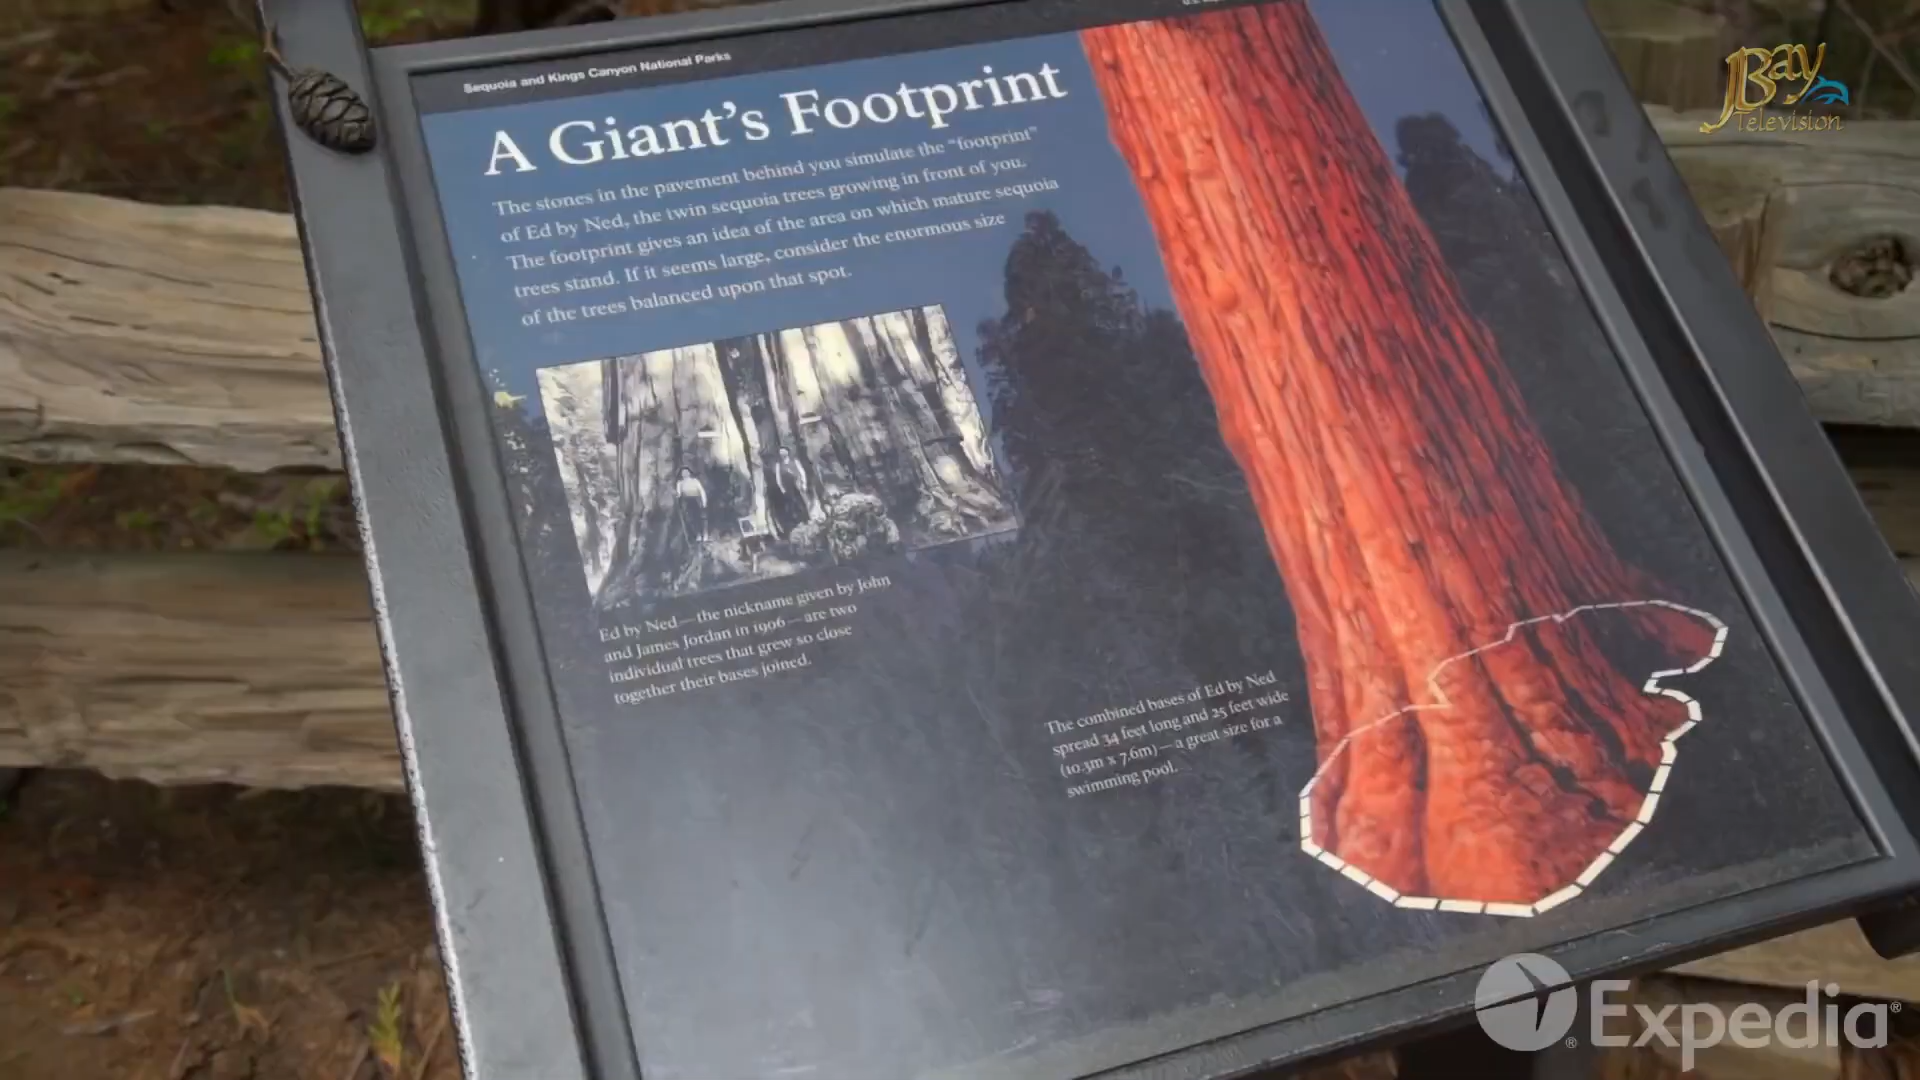 Bay
Television
Sequoia and Kings Canyon National Parks
A Giant's Footprint
The stones in the pavement behind you simulate the "footprint"
of Ed by Ned, the twin sequoia trees growing in front of you.
The footprint gives an idea of the area on which mature sequoia
trees stand. If it seems large, consider the enormous size
of the trees balanced upon that spot.
Ed by Ned—the nickname given by John
and James Jordan in 1906—are two
individual trees that grew so close
together their bases joined.
The combined bases of Ed by Ned
spread 34 feet long and 25 feet wide
(10.3m x 7.6m)—a great size for a
swimming pool.
Expedia®